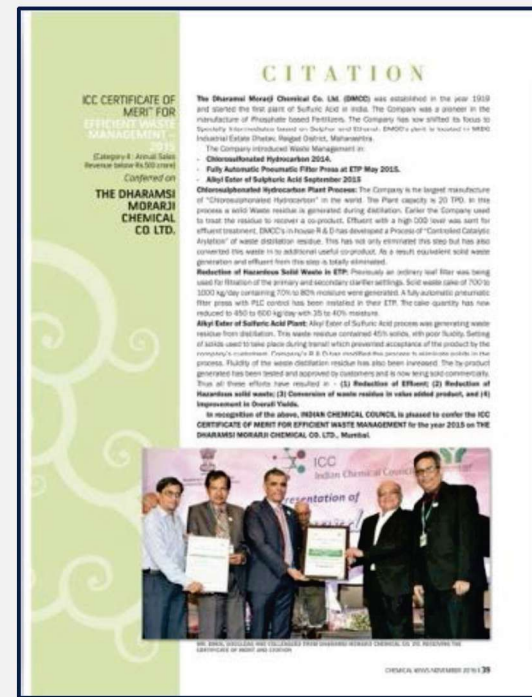 CITATION
ICC CERTIFICATE OF
MERIT" FOR
EFFICIENT WASTE
MANAGEMENT –
2015
(Category II : Annual Sales
Revenue below Rs.500 crore)
Conferred on
THE DHARAMSI
MORARJI
CHEMICAL
CO. LTD.
The Dharamsi Morarji Chemical Co. Ltd. (DMCC) was established in the year 1919
and started the first plant of Sulfuric Acid in India. The Company was a pioneer in the
manufacture of Phosphate based Fertilizers. The Company has now shifted its focus to
Specialty Intermediates based on Sulphur and Ethanol. DMCC's plant is located in MIDC
Industrial Estate Dhatav, Raigad District, Maharashtra.
The Company introduced Waste Management in:
- Chlorosulfonated Hydrocarbon 2014.
- Fully Automatic Pneumatic Filter Press at ETP May 2015.
- Alkyl Ester of Sulphuric Acid September 2015
Chlorosulphonated Hydrocarbon Plant Process: The Company is the largest manufacture
of "Chlorosulphonated Hydrocarbon" in the world. The Plant capacity is 20 TPD. In this
process a solid Waste residue is generated during distillation. Earlier the Company used
to treat the residue to recover a co-product. Effluent with a high COD level was sent for
effluent treatment. DMCC's in house R & D has developed a Process of "Controlled Catalytic
Arylation" of waste distillation residue. This has not only eliminated this step but has also
converted this waste in to additional useful co-product. As a result equivalent solid waste
generation and effluent from this step is totally eliminated.
Reduction of Hazardous Solid Waste in ETP: Previously an ordinary leaf filter was being
used for filtration of the primary and secondary clarifier settlings. Solid waste cake of 700 to
1000 kg/day containing 70% to 80% moisture were generated. A fully automatic pneumatic
filter press with PLC control has been installed in their ETP. The cake quantity has now
reduced to 450 to 600 kg/day with 35 to 40% moisture.
Alkyl Ester of Sulfuric Acid Plant: Alkyl Ester of Sulfuric Acid process was generating waste
residue from distillation. This waste residue contained 45% solids, with poor fluidity. Settling
of solids used to take place during transit which prevented acceptance of the product by the
company's customers. Company's R & D has modified the process to eliminate solids in the
process. Fluidity of the waste distillation residue has also been increased. The by-product
generated has been tested and approved by customers and is now being sold commercially.
Thus all these efforts have resulted in - (1) Reduction of Effluent; (2) Reduction of
Hazardous solid waste; (3) Conversion of waste residue in value added product, and (4)
Improvement in Overall Yields.
In recognition of the above, INDIAN CHEMICAL COUNCIL is pleased to confer the ICC
CERTIFICATE OF MERIT FOR EFFICIENT WASTE MANAGEMENT for the year 2015 on THE
DHARAMSI MORARJI CHEMICAL CO. LTD., Mumbai.
ICC
Indian Chemical Council
Presentation of
COLLEAGUES FROM DHARAMSI MORARJI CHEMICAL CO. LTD. RECEIVING THE
CERTIFICATE OF MERIT AND CITATION
CHEMICAL NEWS NOVEMBER 2016 | 39